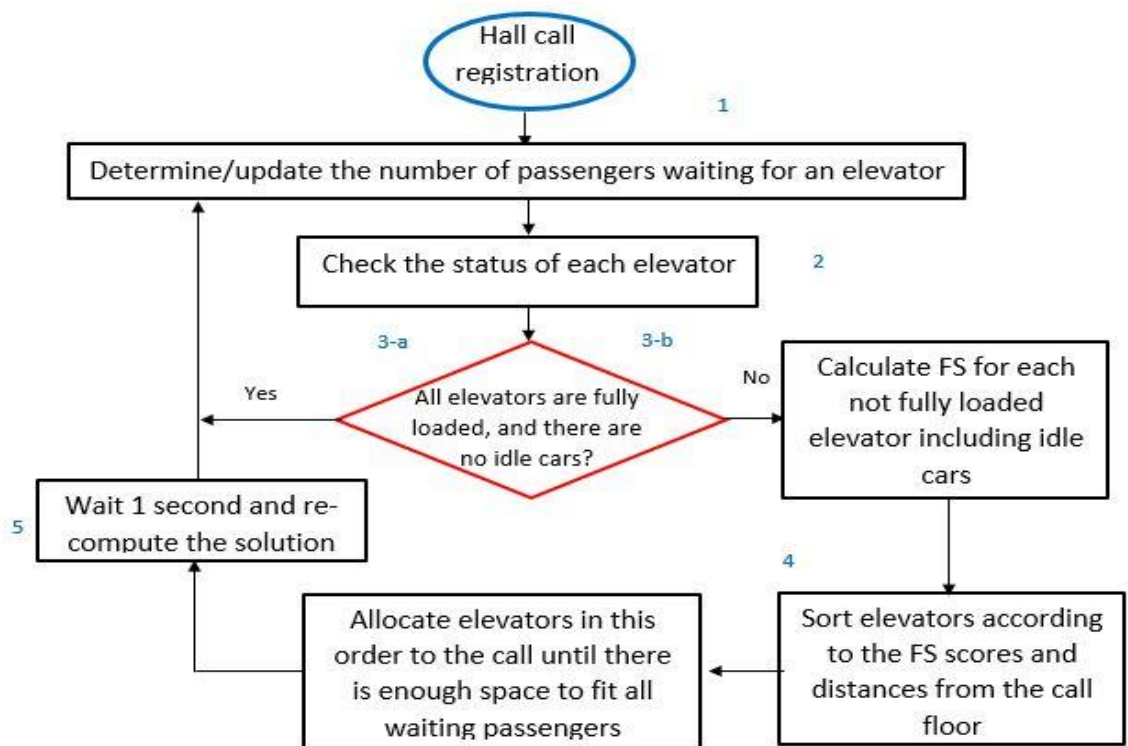 Hall call
registration
1
Determine/update the number of passengers waiting for an elevator
Check the status of each elevator
2
3-a
3-b
Yes
All elevators are fully
loaded, and there are
no idle cars?
No
Calculate FS for each
not fully loaded
elevator including idle
cars
5
Wait 1 second and re-
compute the solution
4
Allocate elevators in this
order to the call until there
is enough space to fit all
waiting passengers
Sort elevators according
to the FS scores and
distances from the call
floor